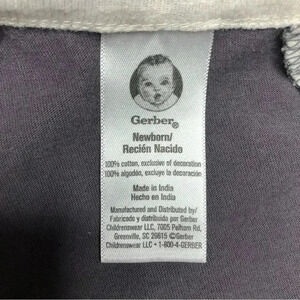 Gerber®
Newborn/
Recién Nacido
100% cotton, exclusive of decoration
100% algodón, excluye la decoración
Made in India
Hecho en India
Manufactured and Distributed by/
Fabricado y distribuido por Gerber
Childrenswear LLC, 7005 Pelham Rd.
Greenville, SC 29615 ©Gerber
Childrenswear LLC • 1-800-4-GERBER